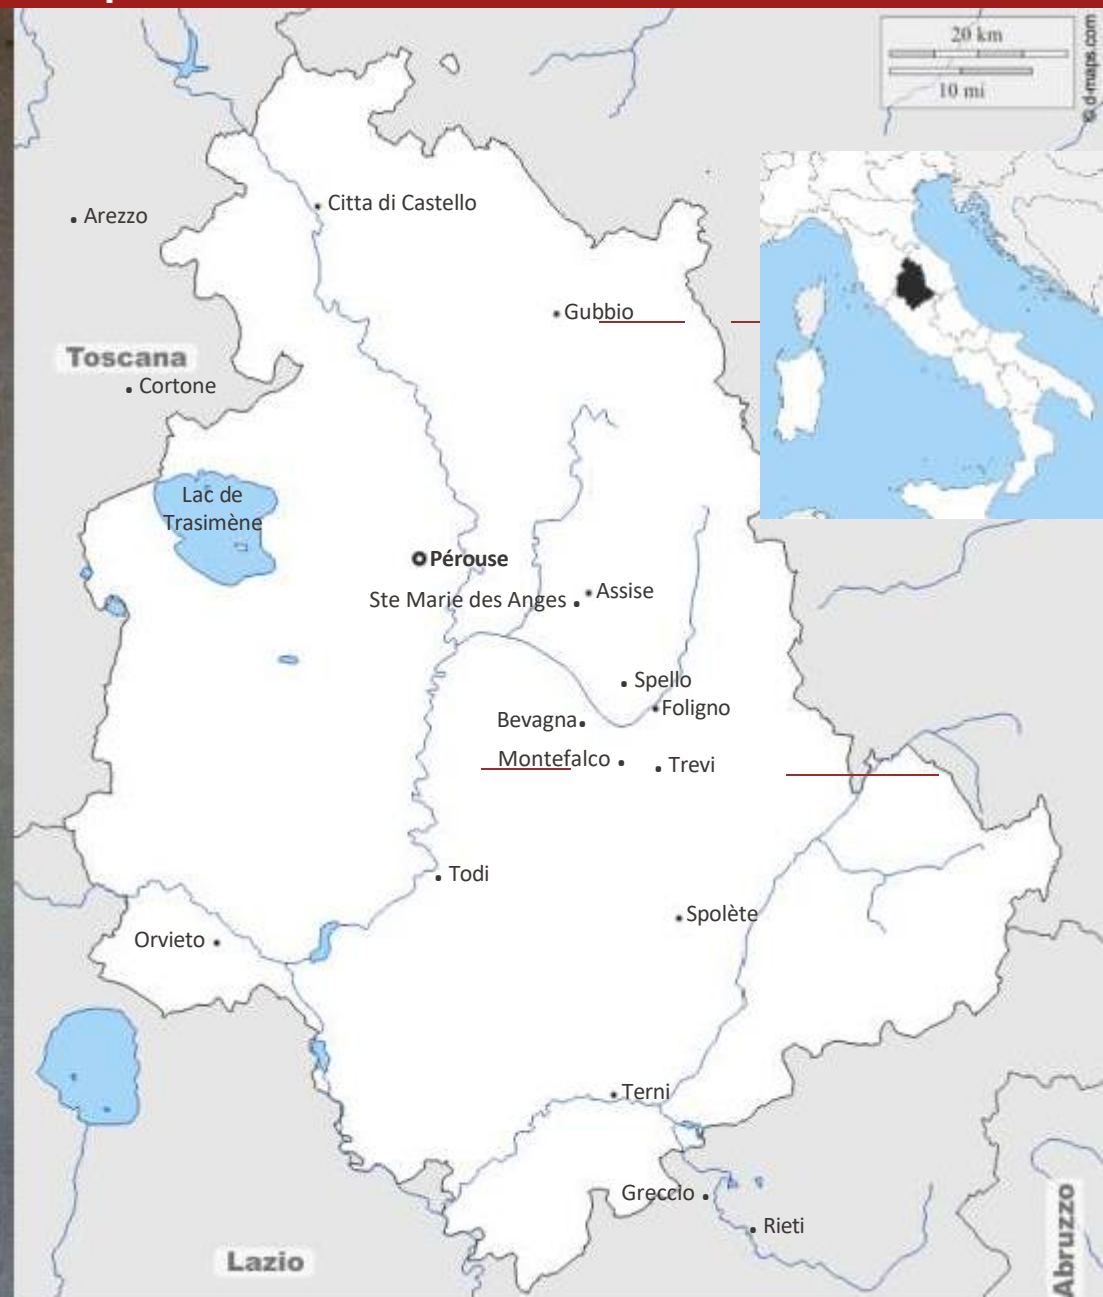 20 km
10 mi
© d-maps.com
Citta di Castello
Arezzo
Gubbio
Toscana
Cortone
Lac de
Trasimène
Pérouse
Assise
Ste Marie des Anges
Spello
Foligno
Bevagna
Montefalco
Trevi
Todi
Spolète
Orvieto
Terni
Greccio
Rieti
Lazio
Abruzzo